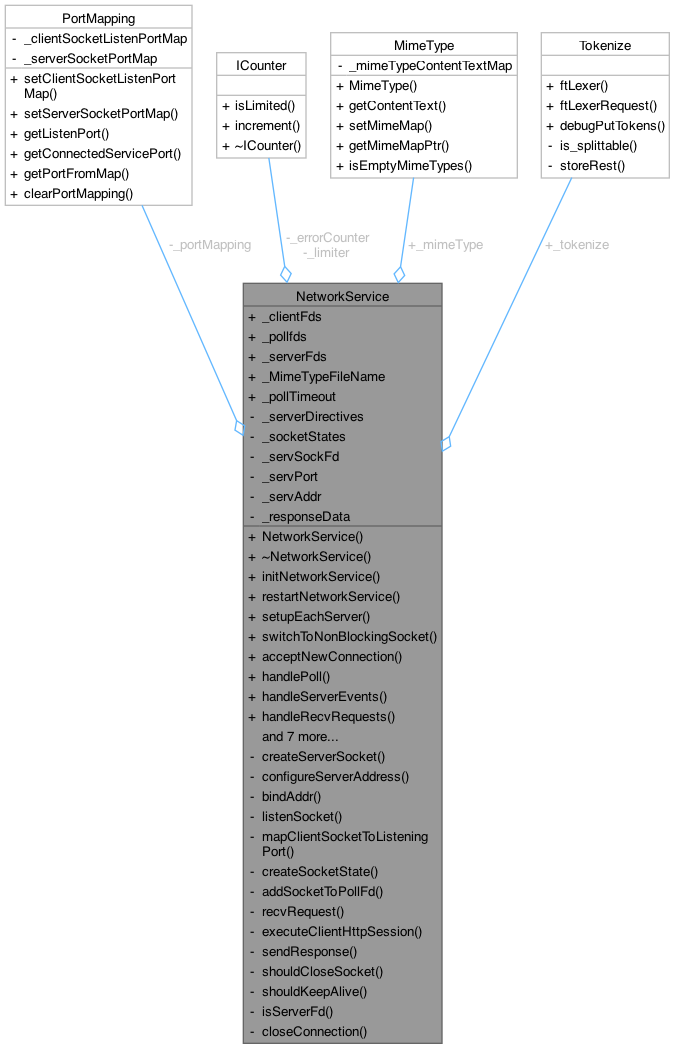 PortMapping
- _clientSocketListenPortMap
- _serverSocketPortMap
+ setClientSocketListenPort
Map()
+ setServerSocketPortMap()
+ getListenPort()
+ getConnectedServicePort()
+ getPortFromMap()
+ clearPortMapping()
ICounter
+ isLimited()
+ increment()
+ ~ICounter()
MimeType
- _mimeTypeContentTextMap
+ MimeType()
+ getContentText()
+ setMimeMap()
+ getMimeMapPtr()
+ isEmptyMimeTypes()
Tokenize
+ ftLexer()
+ ftLexerRequest()
+ debugPutTokens()
- is_splittable()
- storeRest()
-_portMapping
-_errorCounter
-_limiter
+_mimeType
+_tokenize
NetworkService
+ _clientFds
+ _pollfds
+ _serverFds
+ _MimeTypeFileName
+ _pollTimeout
- _serverDirectives
- _socketStates
- _servSockFd
- _servPort
- _servAddr
- _responseData
+ NetworkService()
+ ~NetworkService()
+ initNetworkService()
+ restartNetworkService()
+ setupEachServer()
+ switchToNonBlockingSocket()
+ acceptNewConnection()
+ handlePoll()
+ handleServerEvents()
+ handleRecvRequests()
and 7 more...
- createServerSocket()
- configureServerAddress()
- bindAddr()
- listenSocket()
- mapClientSocketToListening
Port()
- createSocketState()
- addSocketToPollFd()
- recvRequest()
- executeClientHttpSession()
- sendResponse()
- shouldCloseSocket()
- shouldKeepAlive()
- isServerFd()
- closeConnection()